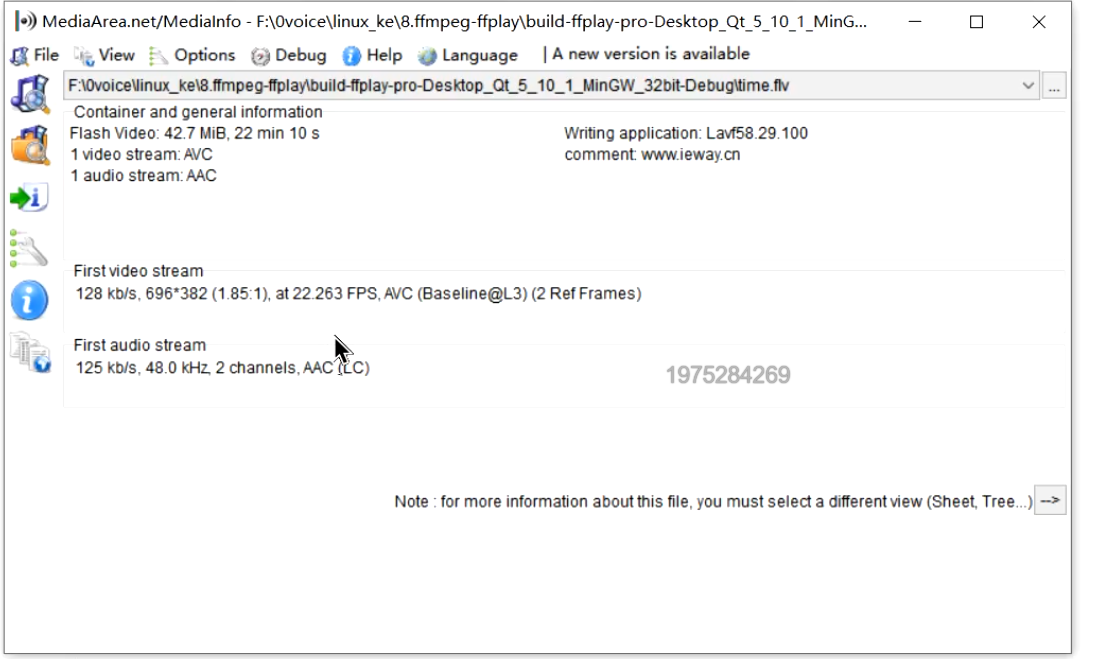 MediaArea.net/MediaInfo - F:\0voice\linux_ke\8.ffmpeg-ffplay\build-ffplay-pro-Desktop_Qt_5_10_1_MinG...
File View Options Debug Help Language | A new version is available
F:\0voice\linux_ke\8.ffmpeg-ffplay\build-ffplay-pro-Desktop_Qt_5_10_1_MinGW_32bit-Debug\time.flv ...
Container and general information
Flash Video: 42.7 MiB, 22 min 10 s Writing application: Lavf58.29.100
1 video stream: AVC comment: www.ieway.cn
1 audio stream: AAC
First video stream
128 kb/s, 696*382 (1.85:1), at 22.263 FPS, AVC (Baseline@L3) (2 Ref Frames)
First audio stream
125 kb/s, 48.0 kHz, 2 channels, AAC (LC)
1975284269
Note : for more information about this file, you must select a different view (Sheet, Tree...) -->